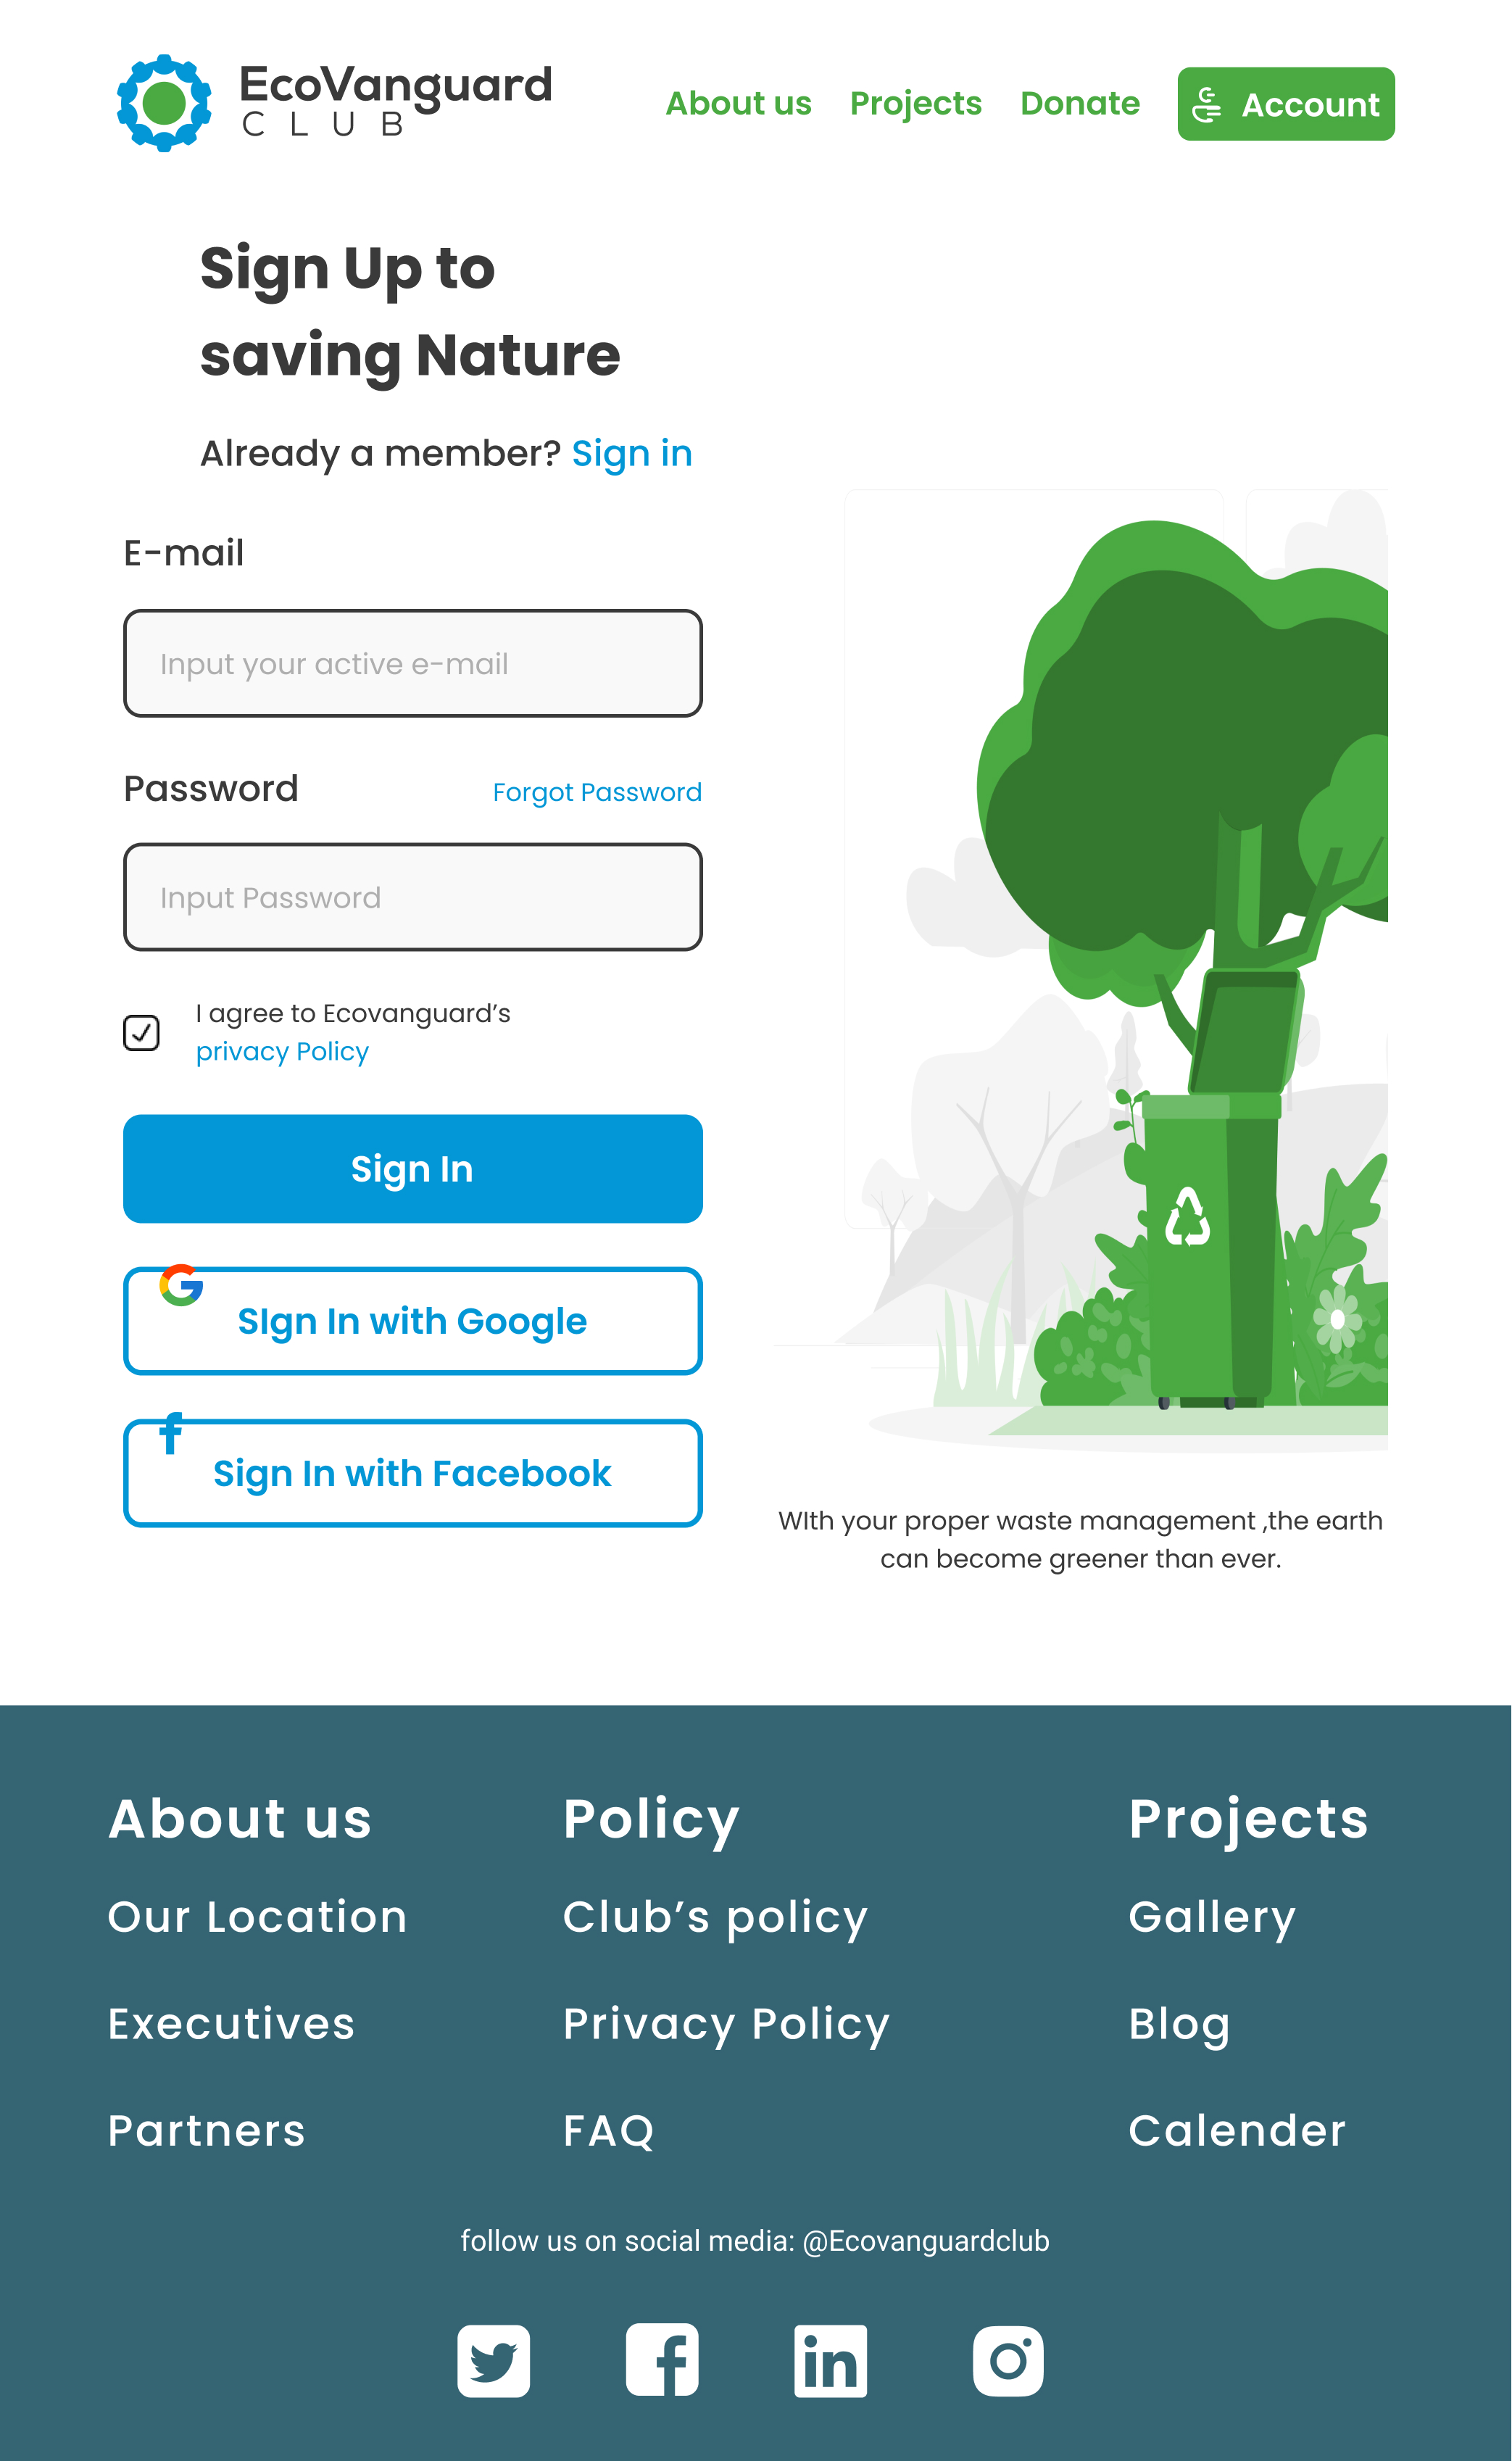 EcoVanguard
CLUB
About us
Projects
Donate
Account
Sign Up to
saving Nature
Already a member? Sign in
E-mail
Input your active e-mail
Password
Forgot Password
Input Password
I agree to Ecovanguard’s
privacy Policy
Sign In
SIgn In with Google
Sign In with Facebook
WIth your proper waste management ,the earth
can become greener than ever.
About us
Our Location
Executives
Partners
Policy
Club’s policy
Privacy Policy
FAQ
Projects
Gallery
Blog
Calender
follow us on social media: @Ecovanguardclub